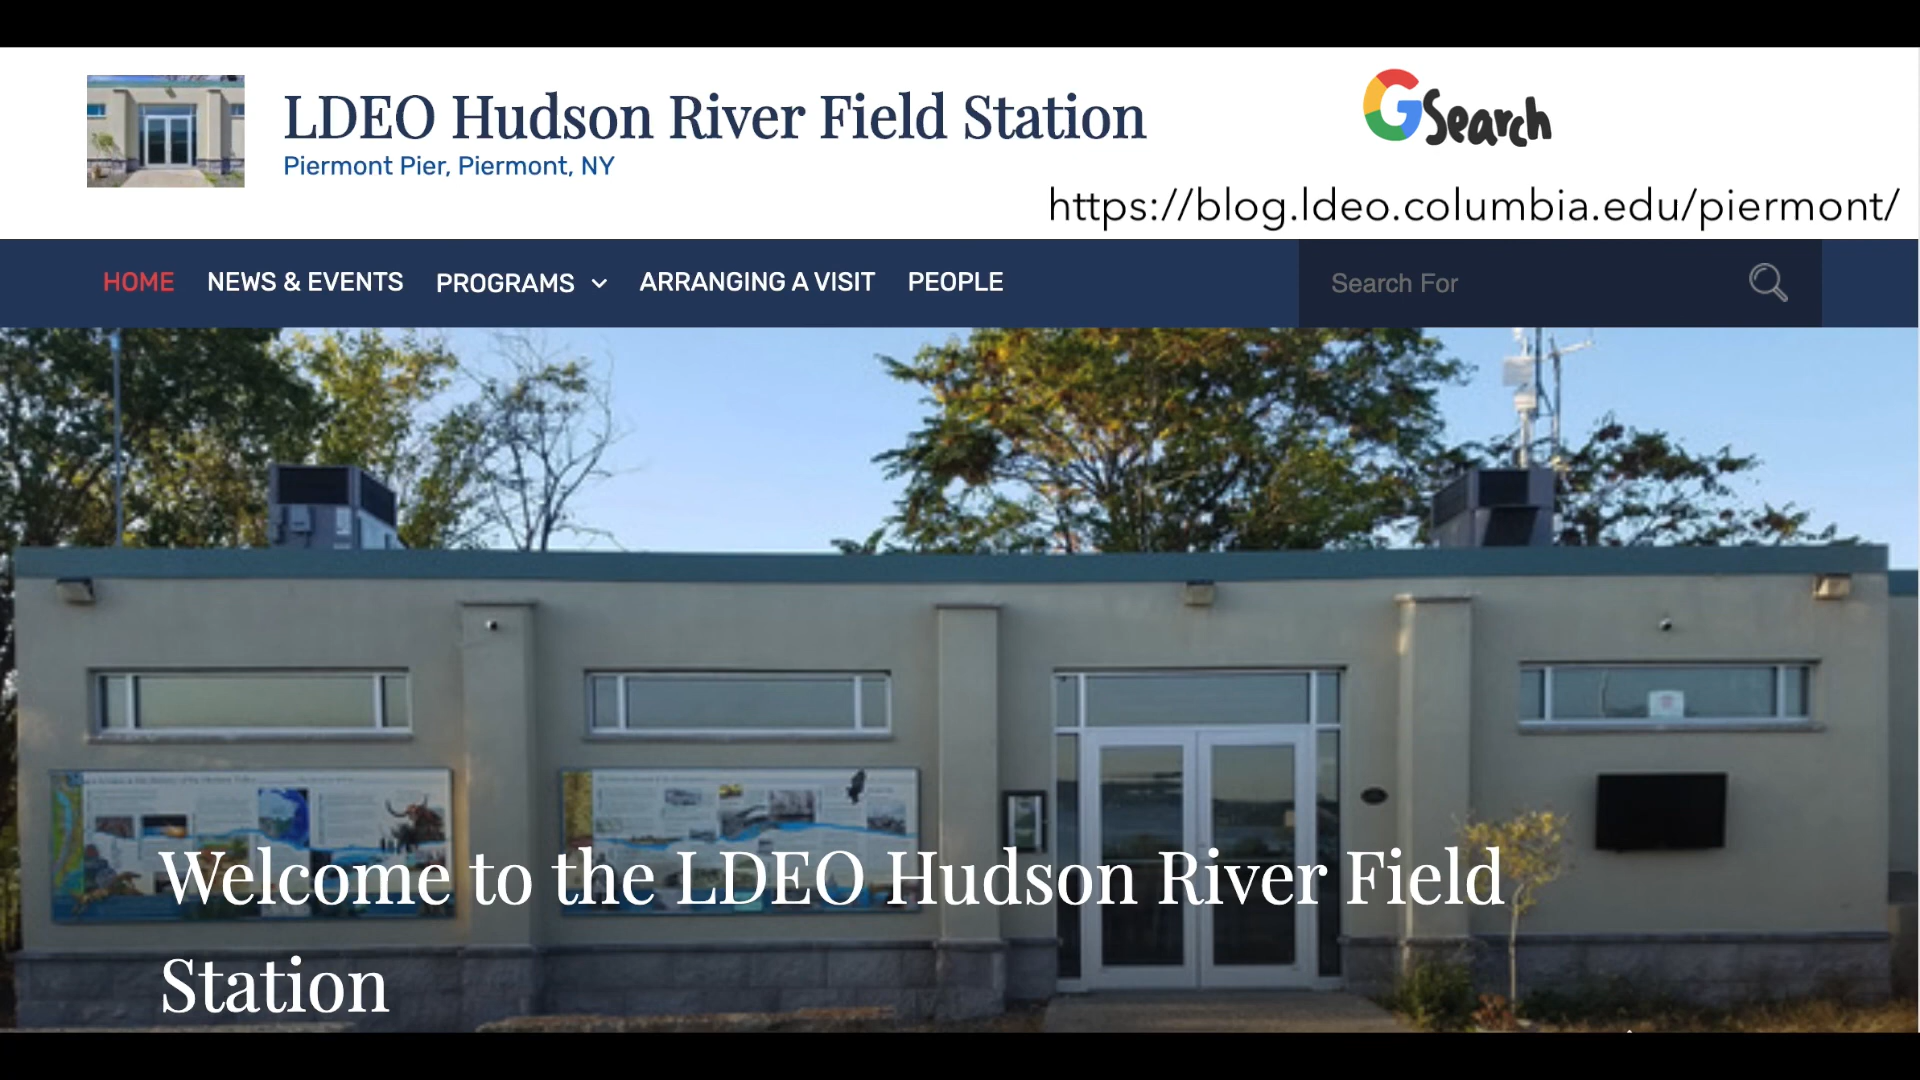 LDEO Hudson River Field Station
Piermont Pier, Piermont, NY
GSearch
https://blog.ldeo.columbia.edu/piermont/
HOME NEWS & EVENTS PROGRAMS ARRANGING A VISIT PEOPLE Search For
Welcome to the LDEO Hudson River Field
Station